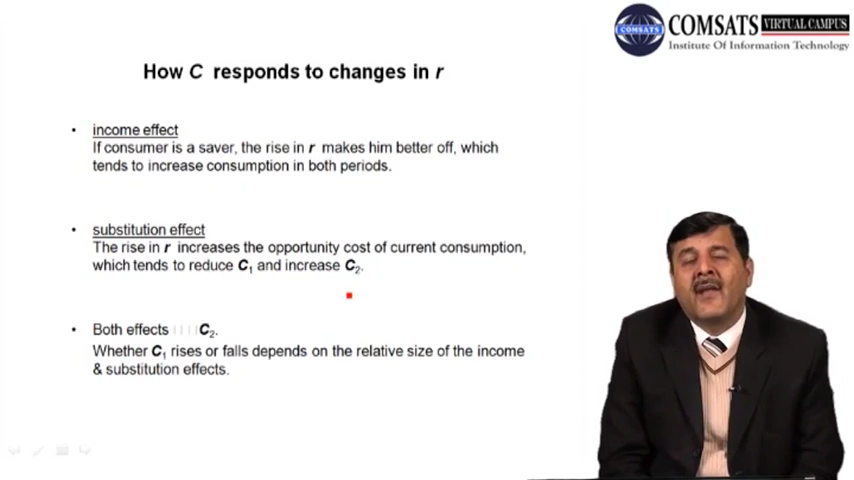 COMSATS VIRTUAL CAMPUS
Institute Of Information Technology
COMSATS
How C responds to changes in r
• income effect
If consumer is a saver, the rise in r makes him better off, which
tends to increase consumption in both periods.
• substitution effect
The rise in r increases the opportunity cost of current consumption,
which tends to reduce C1 and increase C2.
• Both effects C2.
Whether C1 rises or falls depends on the relative size of the income
& substitution effects.